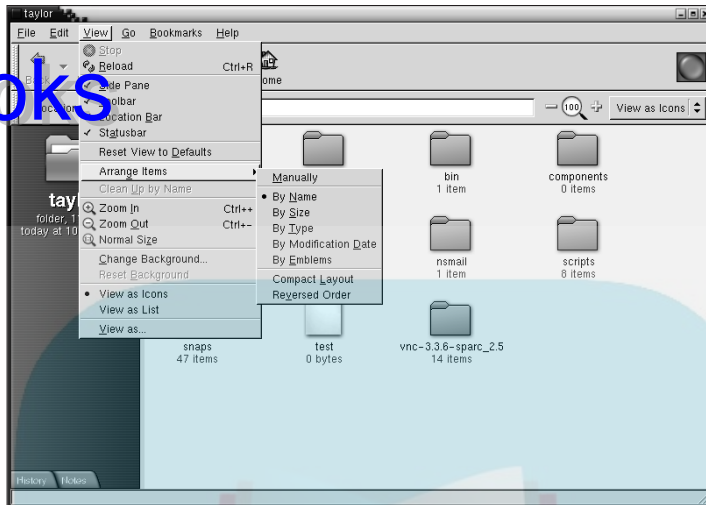 taylor
File Edit View Go Bookmarks Help
Stop
Reload Ctrl+R
Side Pane
Toolbar
Location Bar
Statusbar
Reset View to Defaults
Arrange Items
Clean Up by Name
Zoom In Ctrl++
Zoom Out Ctrl+-
Normal Size
Change Background...
Reset Background
View as Icons
View as List
View as...
Manually
By Name
By Size
By Type
By Modification Date
By Emblems
Compact Layout
Reversed Order
Back
ome
oks
100
View as Icons
tayl
folder, 1
today at 10
bin
1 item
components
0 items
nsmail
1 item
scripts
8 items
snaps
47 items
test
0 bytes
vnc-3.3.6-sparc_2.5
14 items
History Notes